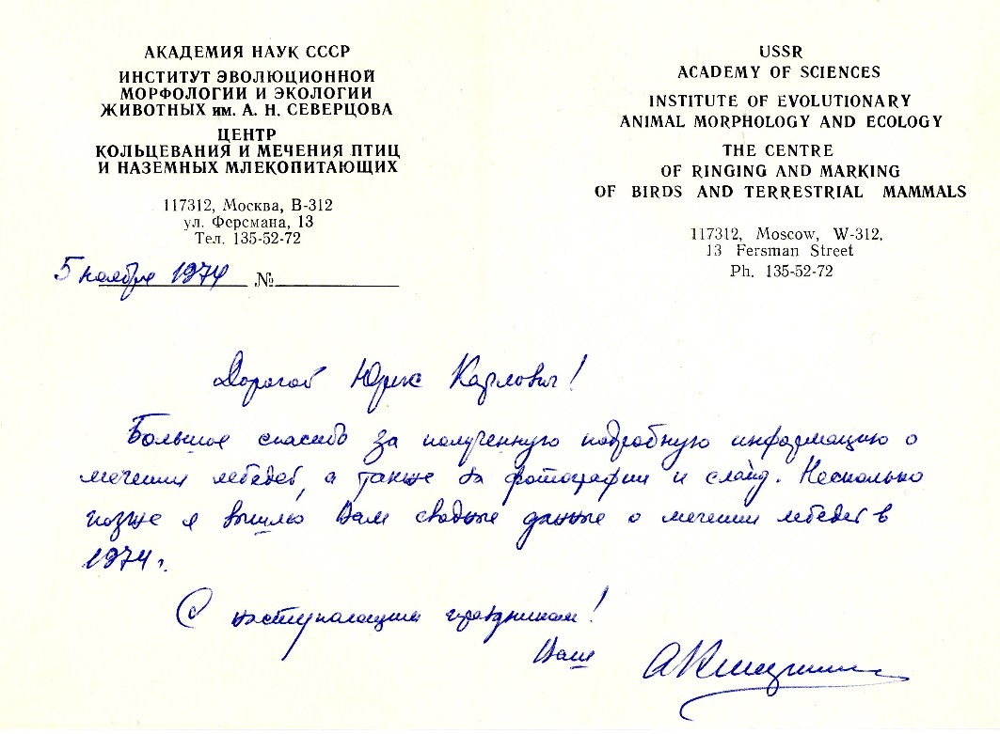 АКАДЕМИЯ НАУК СССР
ИНСТИТУТ ЭВОЛЮЦИОННОЙ
МОРФОЛОГИИ И ЭКОЛОГИИ
ЖИВОТНЫХ им. А. Н. СЕВЕРЦОВА
ЦЕНТР
КОЛЬЦЕВАНИЯ И МЕЧЕНИЯ ПТИЦ
И НАЗЕМНЫХ МЛЕКОПИТАЮЩИХ
117312, Москва, В-312
ул. Ферсмана, 13
Тел. 135-52-72
5 ноября 1974 №
USSR
ACADEMY OF SCIENCES
INSTITUTE OF EVOLUTIONARY
ANIMAL MORPHOLOGY AND ECOLOGY
THE CENTRE
OF RINGING AND MARKING
OF BIRDS AND TERRESTRIAL MAMMALS
117312, Moscow, W-312.
13 Fersman Street
Ph. 135-52-72
Дорогой Юрис Карлович!
Большое спасибо за полученную подробную информацию о
мечении лебедей, а также за фотографии и слайд. Несколько
позже я вышлю Вам сводные данные о мечении лебедей в
1974 г.
С наступающим праздником!
Ваш